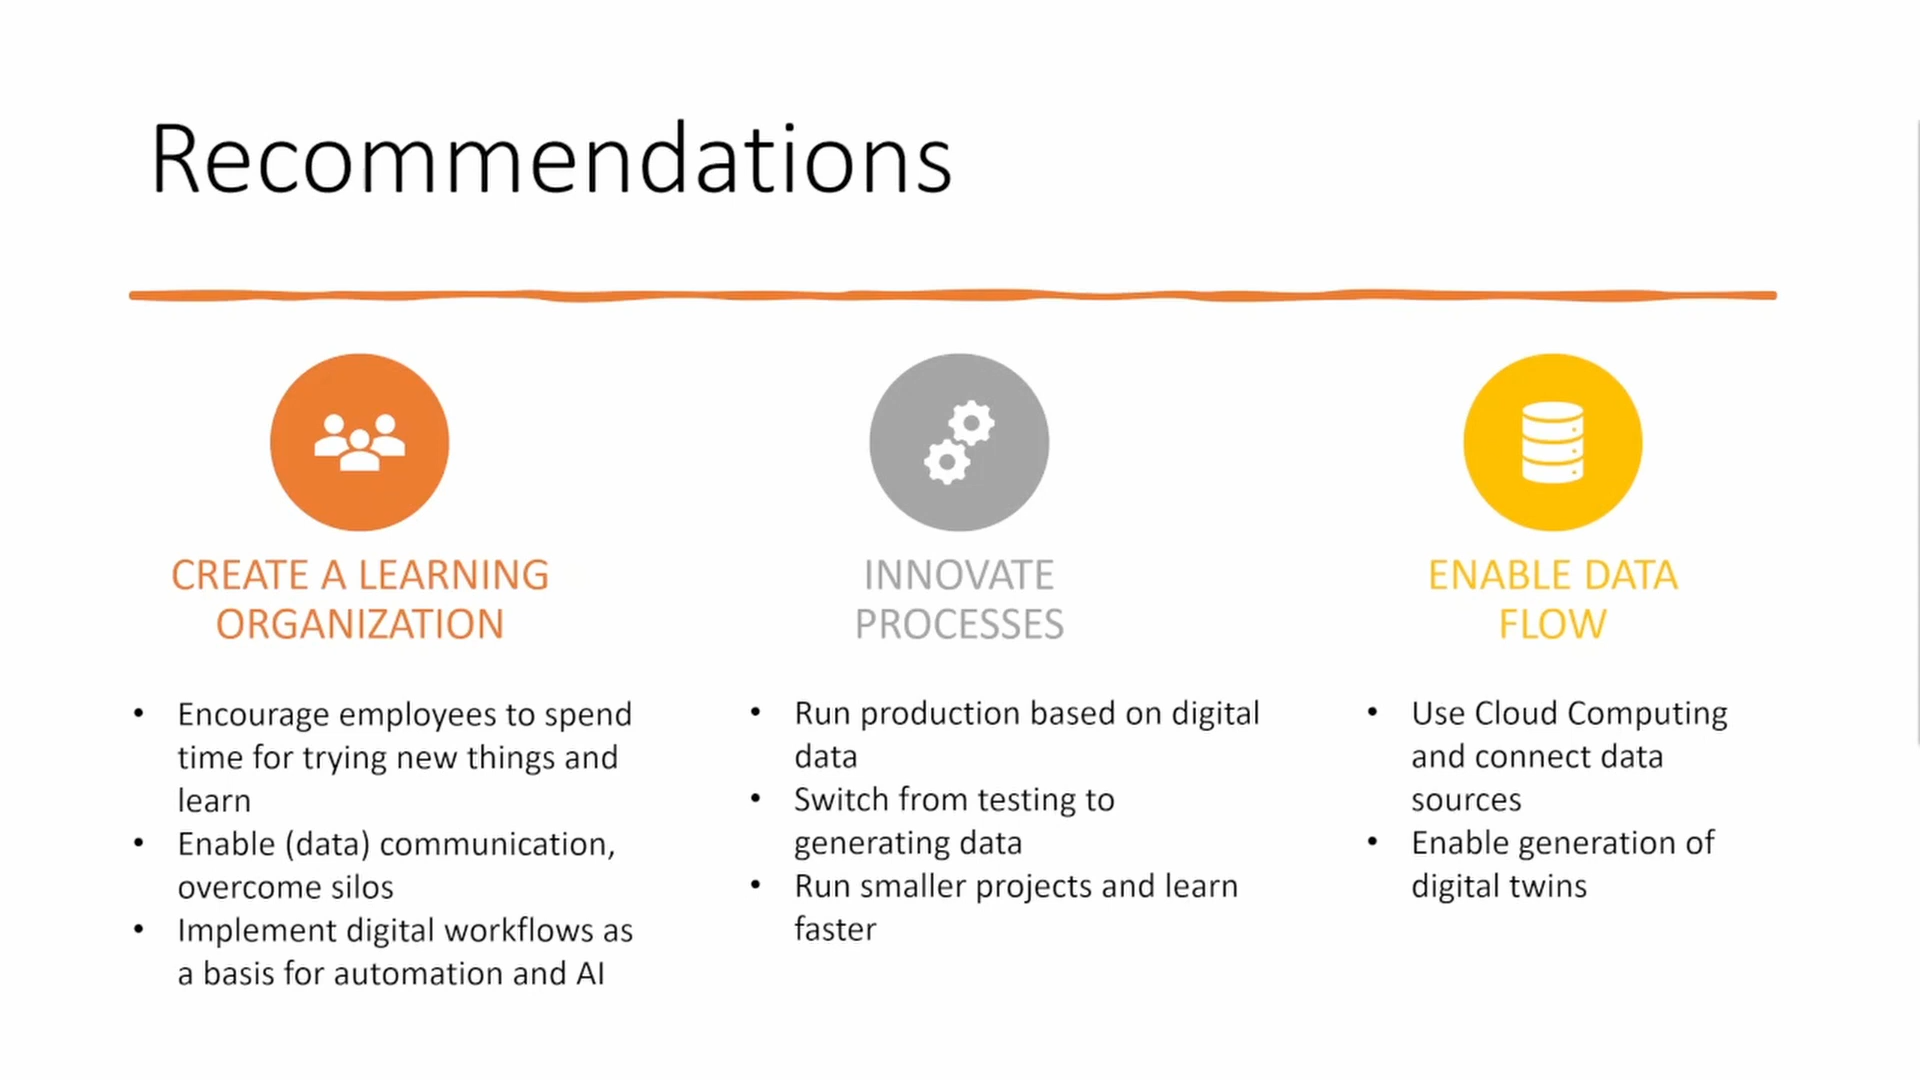 Recommendations
CREATE A LEARNING
ORGANIZATION
• Encourage employees to spend
time for trying new things and
learn
• Enable (data) communication,
overcome silos
• Implement digital workflows as
a basis for automation and AI
INNOVATE
PROCESSES
• Run production based on digital
data
• Switch from testing to
generating data
• Run smaller projects and learn
faster
ENABLE DATA
FLOW
• Use Cloud Computing
and connect data
sources
• Enable generation of
digital twins